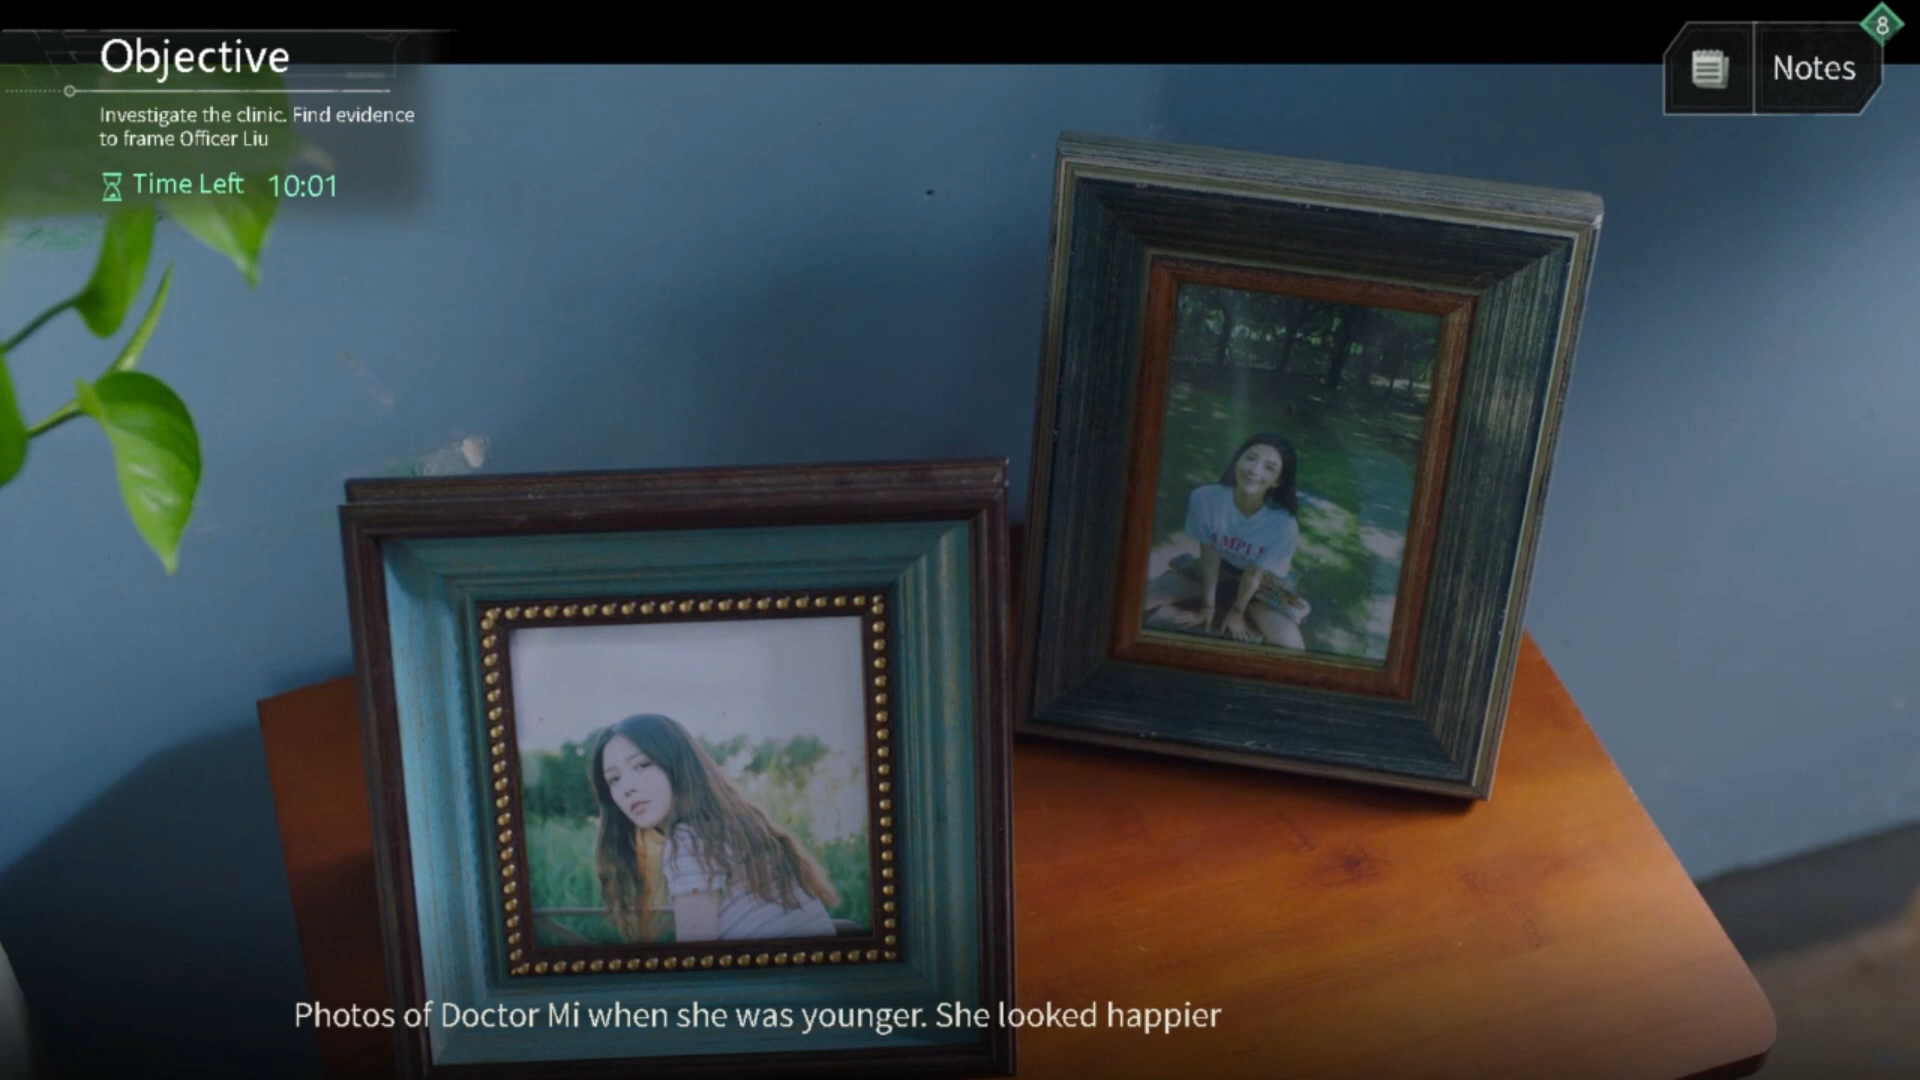 Objective
Investigate the clinic. Find evidence
to frame Officer Liu
Time Left 10:01
8
Notes
AMPL
Photos of Doctor Mi when she was younger. She looked happier